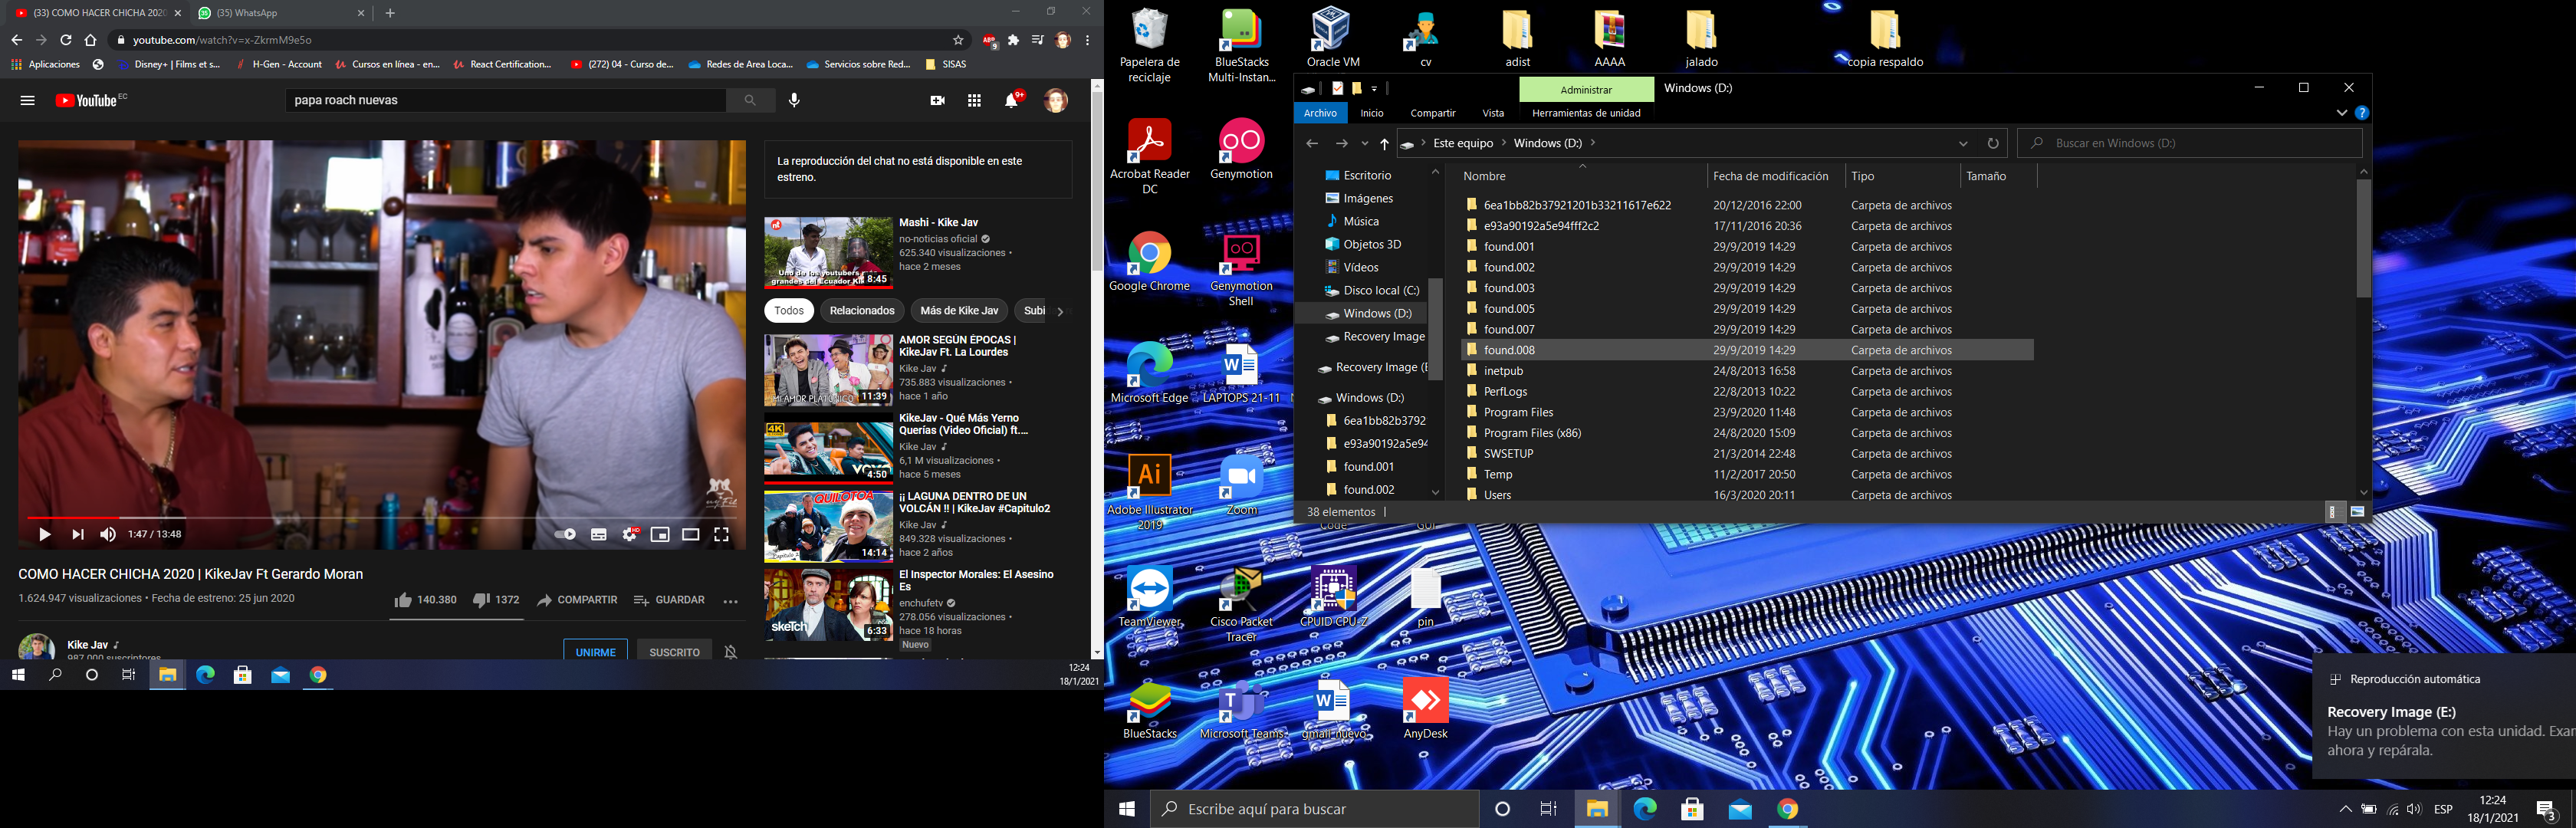 (33) COMO HACER CHICHA 2020
(35) WhatsApp
youtube.com/watch?v=x-ZkrmM9e5o
Aplicaciones
Disney+ | Films et s...
H-Gen - Account
Cursos en línea - en...
React Certification...
(272) 04 - Curso de...
Redes de Area Loca...
Servicios sobre Red...
SISAS
YouTube EC
papa roach nuevas
9+
La reproducción del chat no está disponible en este
estreno.
Mashi - Kike Jav
no-noticias oficial
625.340 visualizaciones •
hace 2 meses
8:45
Todos
Relacionados
Más de Kike Jav
Subi
AMOR SEGÚN ÉPOCAS |
KikeJav Ft. La Lourdes
Kike Jav
735.883 visualizaciones •
hace 1 año
MI AMOR PLATÓNICO
11:39
KikeJav - Qué Más Yerno
Querías (Video Oficial) ft....
Kike Jav
6,1 M visualizaciones •
hace 5 meses
4K
vevo
4:50
¡¡ LAGUNA DENTRO DE UN
VOLCÁN !! | KikeJav #Capitulo2
Kike Jav
849.328 visualizaciones •
hace 2 años
QUILOTOA
14:14
El Inspector Morales: El Asesino
Es
enchufetv
278.056 visualizaciones •
hace 18 horas
Nuevo
skeTch
6:33
1:47 / 13:48
HD
COMO HACER CHICHA 2020 | KikeJav Ft Gerardo Moran
1.624.947 visualizaciones • Fecha de estreno: 25 jun 2020
140.380
1372
COMPARTIR
GUARDAR
Kike Jav
987.000 suscriptores
UNIRME
SUSCRITO
12:24
18/1/2021
Papelera de
reciclaje
BlueStacks
Multi-Instan...
Oracle VM
cv
adist
AAAA
jalado
copia respaldo
Acrobat Reader
DC
Genymotion
Google Chrome
Genymotion
Shell
Microsoft Edge
LAPTOPS 21-11
Adobe Illustrator
2019
Zoom
TeamViewer
Cisco Packet
Tracer
CPUID CPU-Z
pin
BlueStacks
Microsoft Teams
gmail nuevo
AnyDesk
Administrar
Windows (D:)
Archivo
Inicio
Compartir
Vista
Herramientas de unidad
Este equipo
Windows (D:)
Buscar en Windows (D:)
Escritorio
Imágenes
Música
Objetos 3D
Vídeos
Disco local (C:)
Windows (D:)
Recovery Image
Recovery Image (E
Windows (D:)
6ea1bb82b3792
e93a90192a5e94
found.001
found.002
Nombre
Fecha de modificación
Tipo
Tamaño
6ea1bb82b37921201b33211617e622 20/12/2016 22:00 Carpeta de archivos
e93a90192a5e94fff2c2 17/11/2016 20:36 Carpeta de archivos
found.001 29/9/2019 14:29 Carpeta de archivos
found.002 29/9/2019 14:29 Carpeta de archivos
found.003 29/9/2019 14:29 Carpeta de archivos
found.005 29/9/2019 14:29 Carpeta de archivos
found.007 29/9/2019 14:29 Carpeta de archivos
found.008 29/9/2019 14:29 Carpeta de archivos
inetpub 24/8/2013 16:58 Carpeta de archivos
PerfLogs 22/8/2013 10:22 Carpeta de archivos
Program Files 23/9/2020 11:48 Carpeta de archivos
Program Files (x86) 24/8/2020 15:09 Carpeta de archivos
SWSETUP 21/3/2014 22:48 Carpeta de archivos
Temp 11/2/2017 20:50 Carpeta de archivos
Users 16/3/2020 20:11 Carpeta de archivos
38 elementos
Reproducción automática
Recovery Image (E:)
Hay un problema con esta unidad. Exam
ahora y repárala.
Escribe aquí para buscar
ESP
12:24
18/1/2021
3